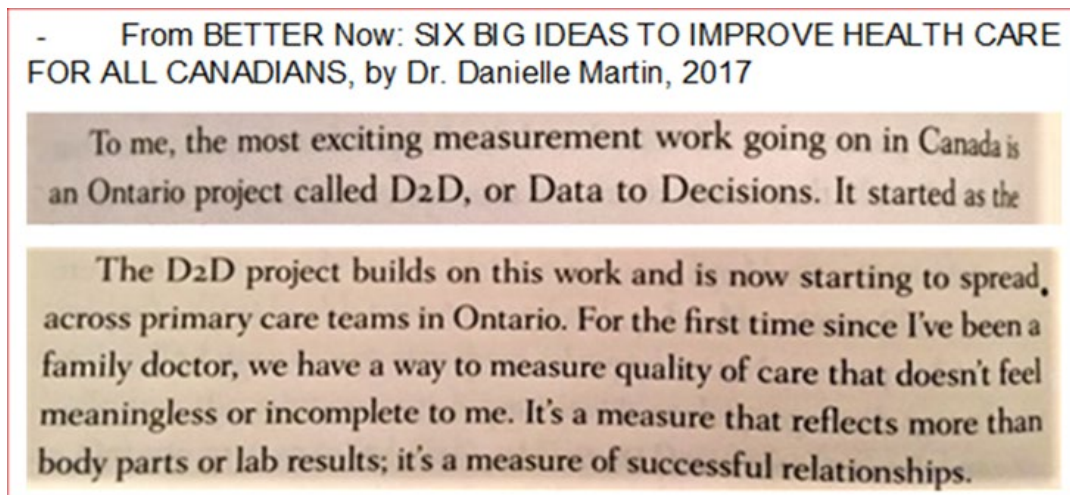 - From BETTER Now: SIX BIG IDEAS TO IMPROVE HEALTH CARE
FOR ALL CANADIANS, by Dr. Danielle Martin, 2017
To me, the most exciting measurement work going on in Canada is
an Ontario project called D2D, or Data to Decisions. It started as the
The D2D project builds on this work and is now starting to spread
across primary care teams in Ontario. For the first time since I've been a
family doctor, we have a way to measure quality of care that doesn't feel
meaningless or incomplete to me. It's a measure that reflects more than
body parts or lab results; it's a measure of successful relationships.